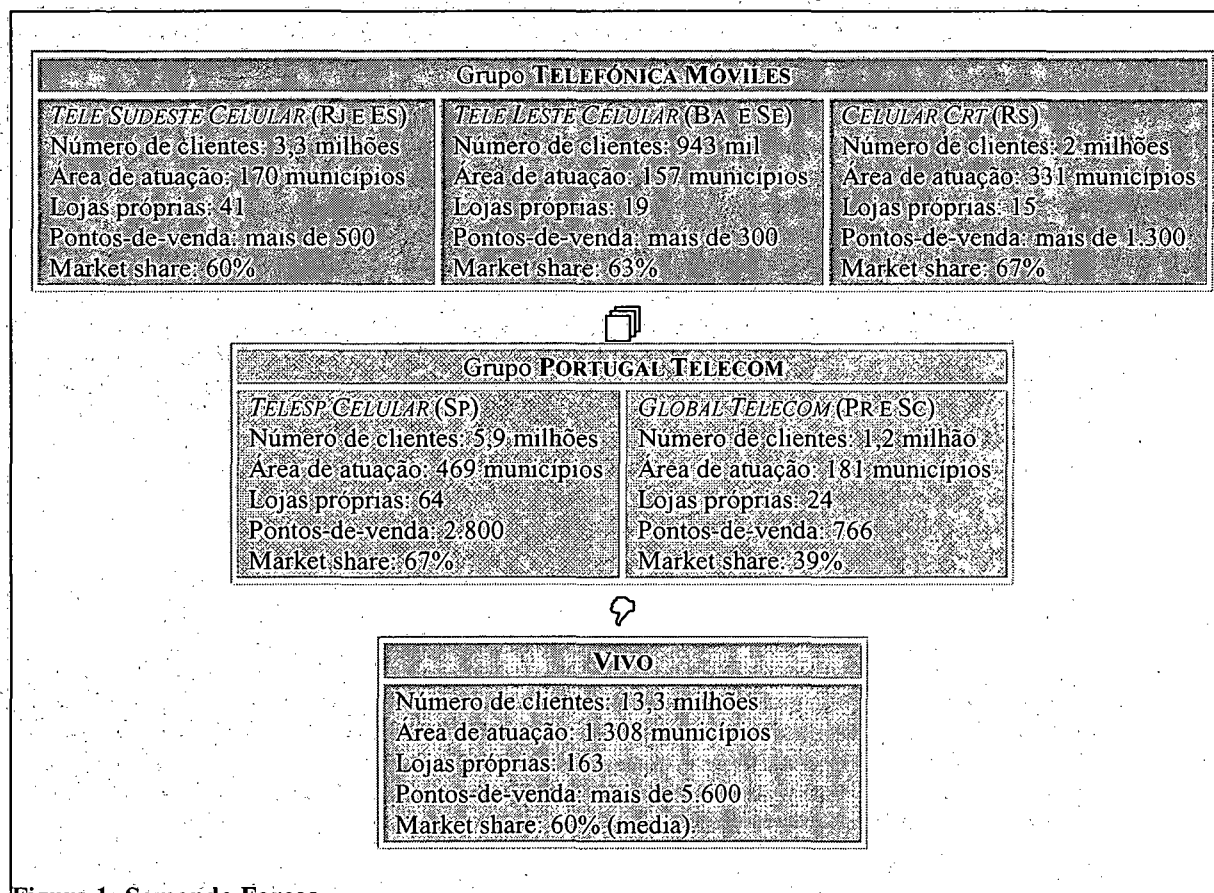 Grupo TELEFÓNICA MÓVILES
TELE SUDESTE CELULAR (RJ E ES)
Número de clientes: 3,3 milhões
Área de atuação: 170 municípios
Lojas próprias: 41
Pontos-de-venda: mais de 500
Market share: 60%
TELE LESTE CELULAR (BA E SE)
Número de clientes: 943 mil
Área de atuação: 157 municípios
Lojas próprias: 19
Pontos-de-venda: mais de 300
Market share: 63%
CELULAR CRT (RS)
Número de clientes: 2 milhões
Área de atuação: 331 municípios
Lojas próprias: 15
Pontos-de-venda: mais de 1.300
Market share: 67%
Grupo PORTUGAL TELECOM
TELESP CELULAR (SP)
Número de clientes: 5,9 milhões
Área de atuação: 469 municípios
Lojas próprias: 64
Pontos-de-venda: 2.800
Market share: 67%
GLOBAL TELECOM (PR E SC)
Número de clientes: 1,2 milhão
Área de atuação: 181 municípios
Lojas próprias: 24
Pontos-de-venda: 766
Market share: 39%
VIVO
Número de clientes: 13,3 milhões
Área de atuação: 1.308 municípios
Lojas próprias: 163
Pontos-de-venda: mais de 5.600
Market share: 60% (media)
Figura 1: Somando Forças